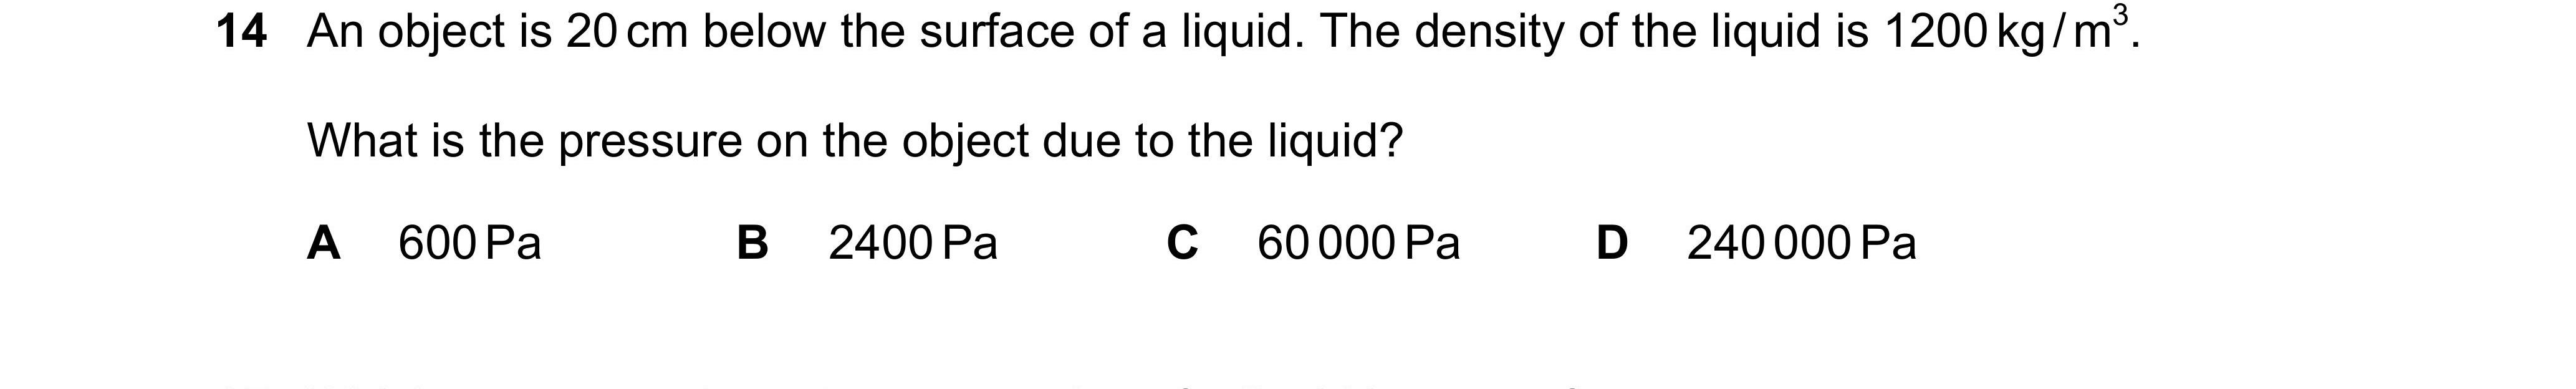 14 An object is 20 cm below the surface of a liquid. The density of the liquid is 1200 kg/m³.
What is the pressure on the object due to the liquid?
A 600 Pa B 2400 Pa C 60 000 Pa D 240 000 Pa